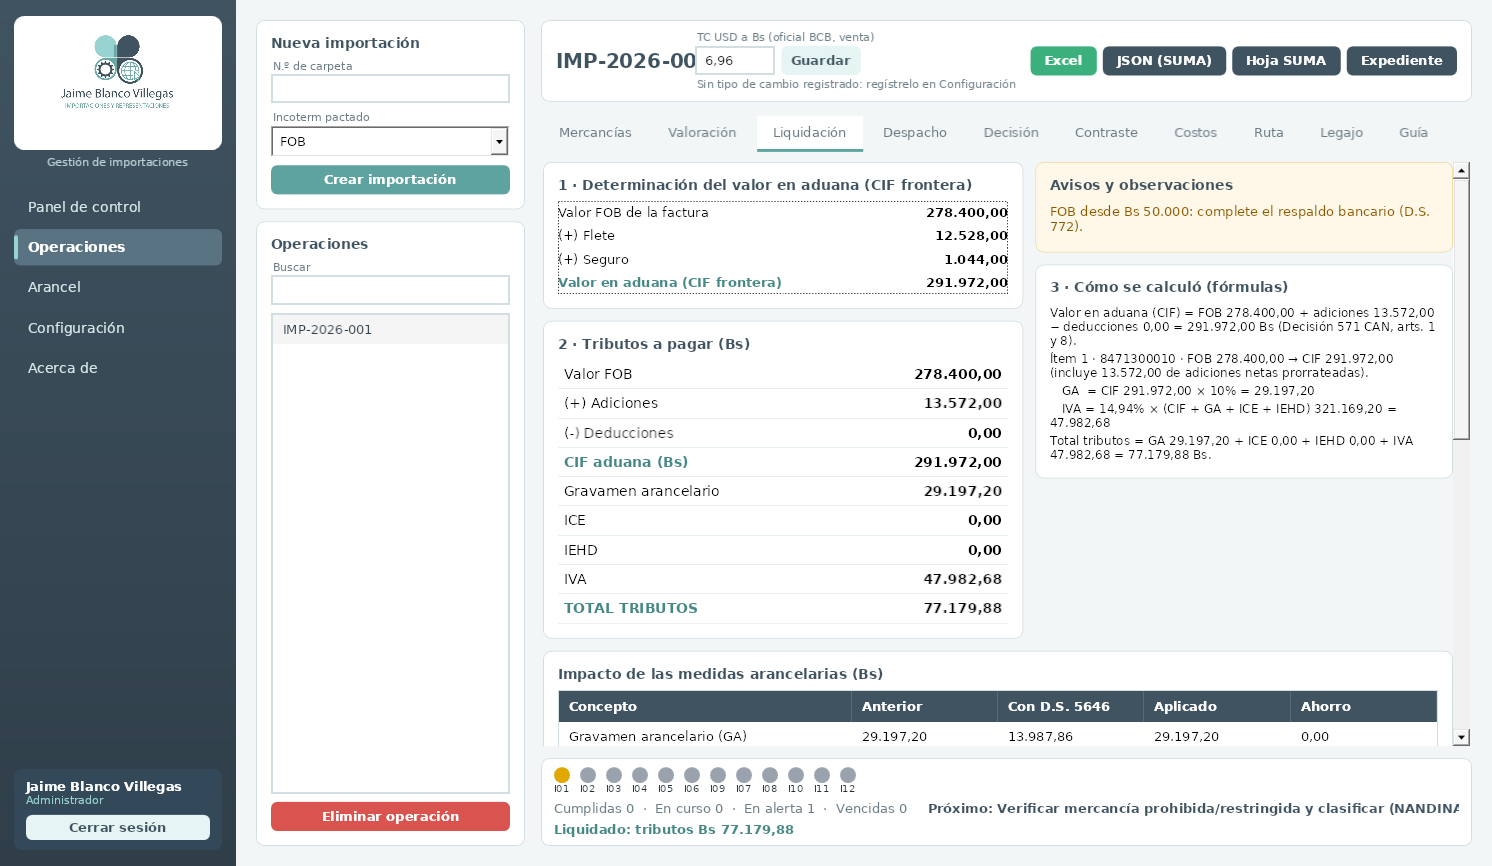 Jaime Blanco Villegas
IMPORTACIONES Y REPRESENTACIONES
Gestión de importaciones
Panel de control
Operaciones
Arancel
Configuración
Acerca de
Jaime Blanco Villegas
Administrador
Cerrar sesión
Nueva importación
N.º de carpeta
Incoterm pactado
FOB
Crear importación
Operaciones
Buscar
IMP-2026-001
Eliminar operación
IMP-2026-00
TC USD a Bs (oficial BCB, venta)
6,96
Guardar
Sin tipo de cambio registrado: regístrelo en Configuración
Excel
JSON (SUMA)
Hoja SUMA
Expediente
Mercancías
Valoración
Liquidación
Despacho
Decisión
Contraste
Costos
Ruta
Legajo
Guía
1 · Determinación del valor en aduana (CIF frontera)
Valor FOB de la factura 278.400,00
(+) Flete 12.528,00
(+) Seguro 1.044,00
Valor en aduana (CIF frontera) 291.972,00
2 · Tributos a pagar (Bs)
Valor FOB 278.400,00
(+) Adiciones 13.572,00
(-) Deducciones 0,00
CIF aduana (Bs) 291.972,00
Gravamen arancelario 29.197,20
ICE 0,00
IEHD 0,00
IVA 47.982,68
TOTAL TRIBUTOS 77.179,88
Avisos y observaciones
FOB desde Bs 50.000: complete el respaldo bancario (D.S.
772).
3 · Cómo se calculó (fórmulas)
Valor en aduana (CIF) = FOB 278.400,00 + adiciones 13.572,00
− deducciones 0,00 = 291.972,00 Bs (Decisión 571 CAN, arts. 1
y 8).
Ítem 1 · 8471300010 · FOB 278.400,00 → CIF 291.972,00
(incluye 13.572,00 de adiciones netas prorrateadas).
GA = CIF 291.972,00 × 10% = 29.197,20
IVA = 14,94% × (CIF + GA + ICE + IEHD) 321.169,20 =
47.982,68
Total tributos = GA 29.197,20 + ICE 0,00 + IEHD 0,00 + IVA
47.982,68 = 77.179,88 Bs.
Impacto de las medidas arancelarias (Bs)
Concepto Anterior Con D.S. 5646 Aplicado Ahorro
Gravamen arancelario (GA) 29.197,20 13.987,86 29.197,20 0,00
I01 I02 I03 I04 I05 I06 I09 I07 I08 I10 I11 I12
Cumplidas 0 · En curso 0 · En alerta 1 · Vencidas 0 Próximo: Verificar mercancía prohibida/restringida y clasificar (NANDINA
Liquidado: tributos Bs 77.179,88